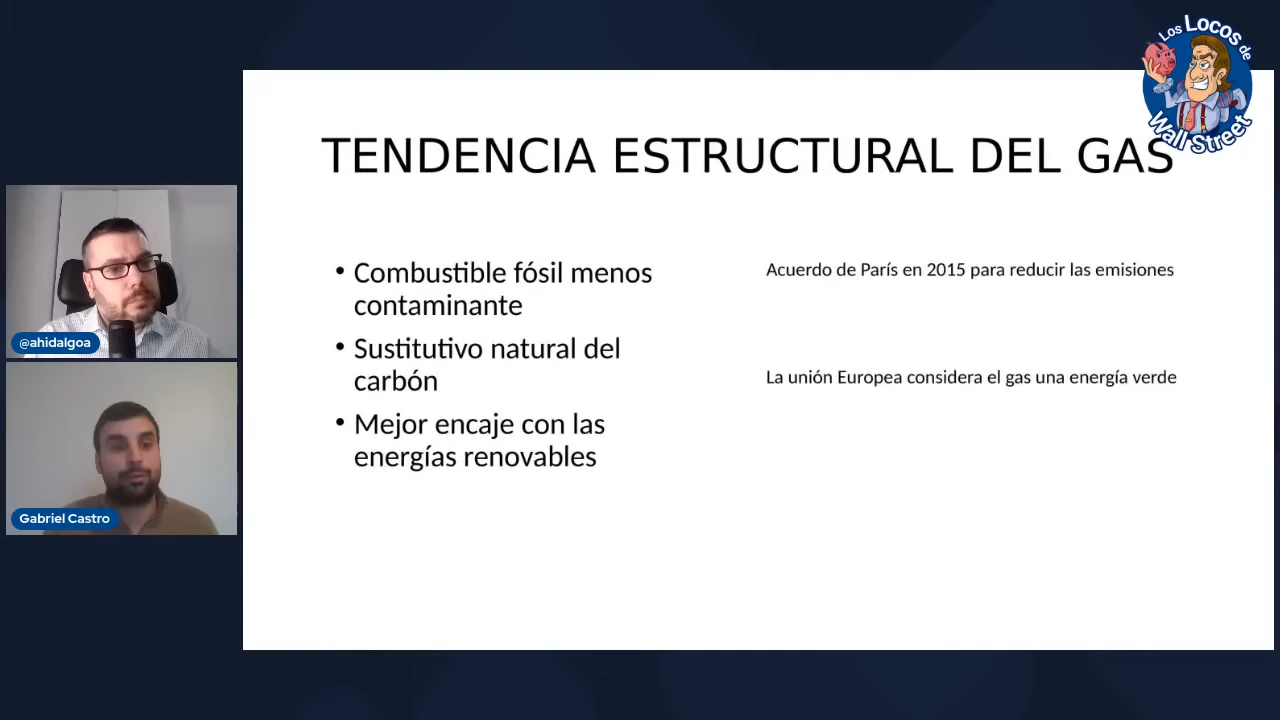 Los Locos de
Wall Street
TENDENCIA ESTRUCTURAL DEL GAS
• Combustible fósil menos
contaminante
• Sustitutivo natural del
carbón
• Mejor encaje con las
energías renovables
Acuerdo de París en 2015 para reducir las emisiones
La unión Europea considera el gas una energía verde
@ahidalgoa
Gabriel Castro